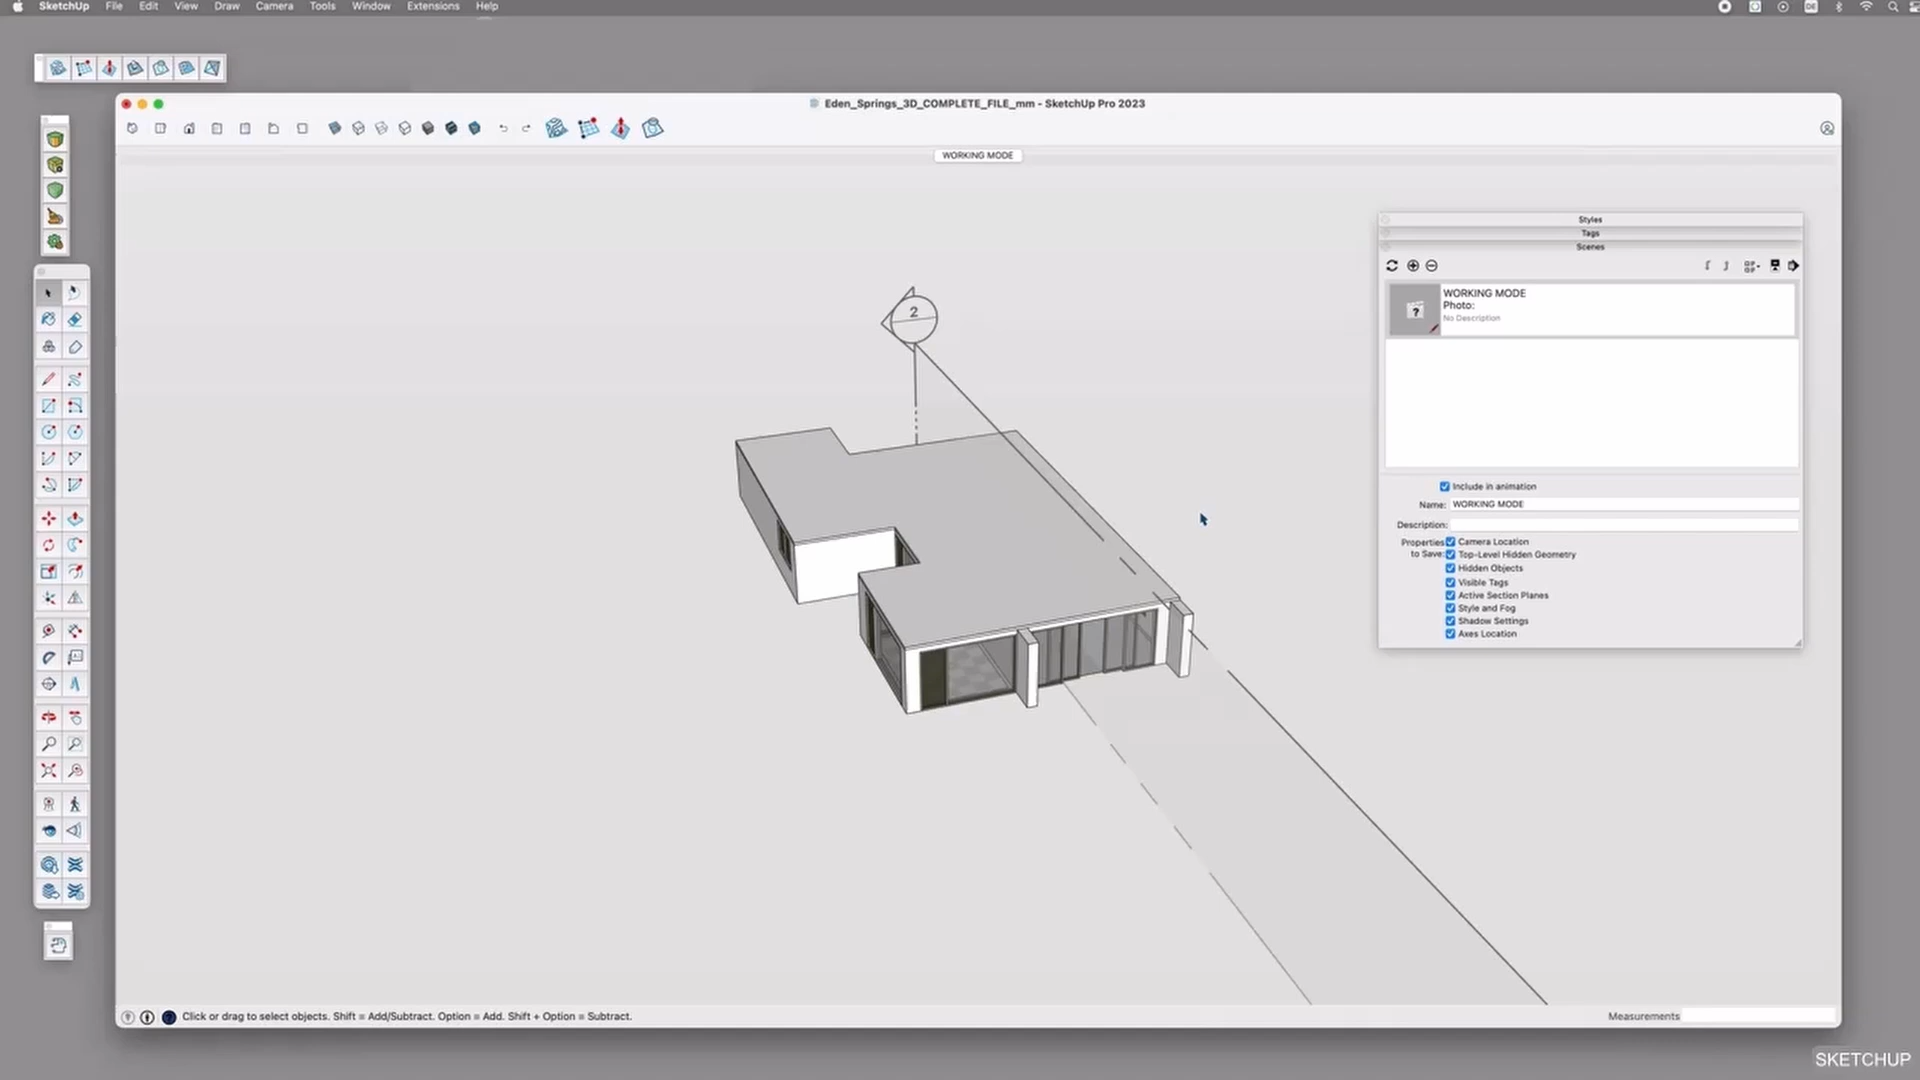 SketchUp File Edit View Draw Camera Tools Window Extensions Help
Eden_Springs_3D_COMPLETE_FILE_mm - SketchUp Pro 2023
WORKING MODE
Styles
Tags
Scenes
WORKING MODE
Photo:
No Description
?
2
Include in animation
Name: WORKING MODE
Description:
Properties to Save:
Camera Location
Top-Level Hidden Geometry
Hidden Objects
Visible Tags
Active Section Planes
Style and Fog
Shadow Settings
Axes Location
Click or drag to select objects. Shift = Add/Subtract. Option = Add. Shift + Option = Subtract.
Measurements
SKETCHUP